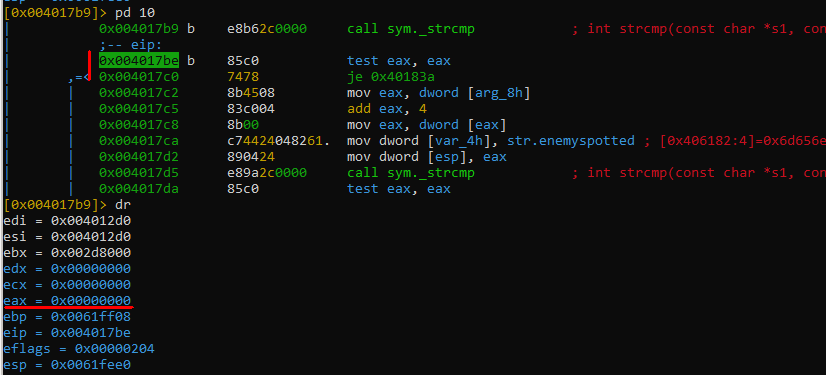 [0x004017b9]> pd 10
│ 0x004017b9 b e8b62c0000 call sym._strcmp ; int strcmp(const char *s1, con
│ ;-- eip:
│ 0x004017be b 85c0 test eax, eax
│ ,=< 0x004017c0 7478 je 0x40183a
│ │ 0x004017c2 8b4508 mov eax, dword [arg_8h]
│ │ 0x004017c5 83c004 add eax, 4
│ │ 0x004017c8 8b00 mov eax, dword [eax]
│ │ 0x004017ca c74424048261. mov dword [var_4h], str.enemyspotted ; [0x406182:4]=0x6d656e
│ │ 0x004017d2 890424 mov dword [esp], eax
│ │ 0x004017d5 e89a2c0000 call sym._strcmp ; int strcmp(const char *s1, con
│ │ 0x004017da 85c0 test eax, eax
[0x004017b9]> dr
edi = 0x004012d0
esi = 0x004012d0
ebx = 0x002d8000
edx = 0x00000000
ecx = 0x00000000
eax = 0x00000000
ebp = 0x0061ff08
eip = 0x004017be
eflags = 0x00000204
esp = 0x0061fee0